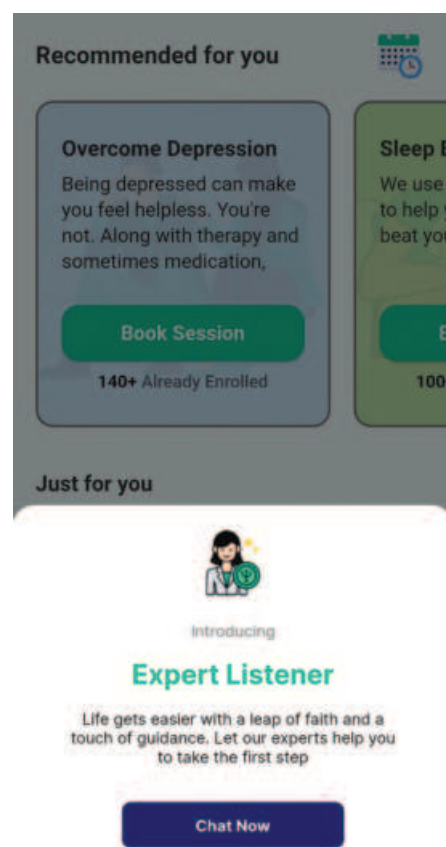 Recommended for you
Overcome Depression
Being depressed can make
you feel helpless. You're
not. Along with therapy and
sometimes medication,
Book Session
140+ Already Enrolled
Sleep
We use
to help
beat
100
Just for you
Introducing
Expert Listener
Life gets easier with a leap of faith and a
touch of guidance. Let our experts help you
to take the first step
Chat Now